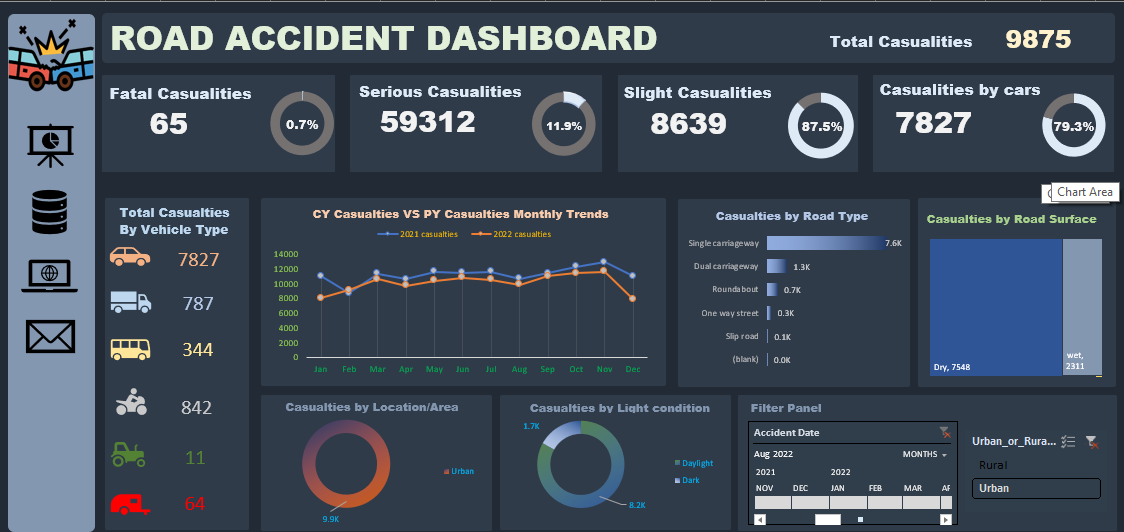 ROAD ACCIDENT DASHBOARD
Total Casualities 9875
Fatal Casualities
65
0.7%
Serious Casualities
59312
11.9%
Slight Casualities
8639
87.5%
Casualities by cars
7827
79.3%
Chart Area
Total Casualties
By Vehicle Type
7827
787
344
842
11
64
CY Casualties VS PY Casualties Monthly Trends
2021 casualties 2022 casualties
14000
12000
10000
8000
6000
4000
2000
0
Jan Feb Mar Apr May Jun Jul Aug Sep Oct Nov Dec
Casualties by Road Type
Single carriageway 7.6K
Dual carriageway 1.3K
Roundabout 0.7K
One way street 0.3K
Slip road 0.1K
(blank) 0.0K
Casualties by Road Surface
Dry, 7548
wet,
2311
Casualties by Location/Area
Urban
9.9K
Casualties by Light condition
1.7K
Daylight
Dark
8.2K
Filter Panel
Accident Date
Aug 2022 MONTHS
2021 2022
NOV DEC JAN FEB MAR AF
Urban_or_Rura...
Rural
Urban